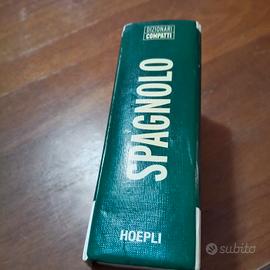 DIZIONARI
COMPATTI
SPAGNOLO
HOEPLI
subito